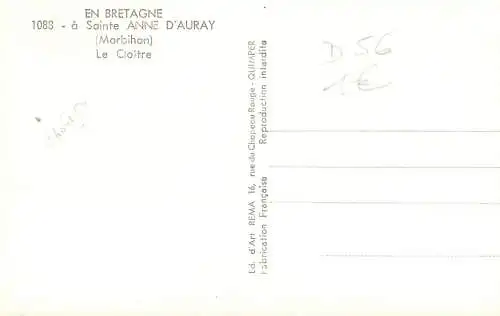 EN BRETAGNE
1088 - à Sainte ANNE D'AURAY
(Morbihan)
Le Cloître
Ed. d'Art REMA 16, rue du Chapeau Rouge - QUIMPER
Fabrication Française Reproduction interdite
D 56
1€